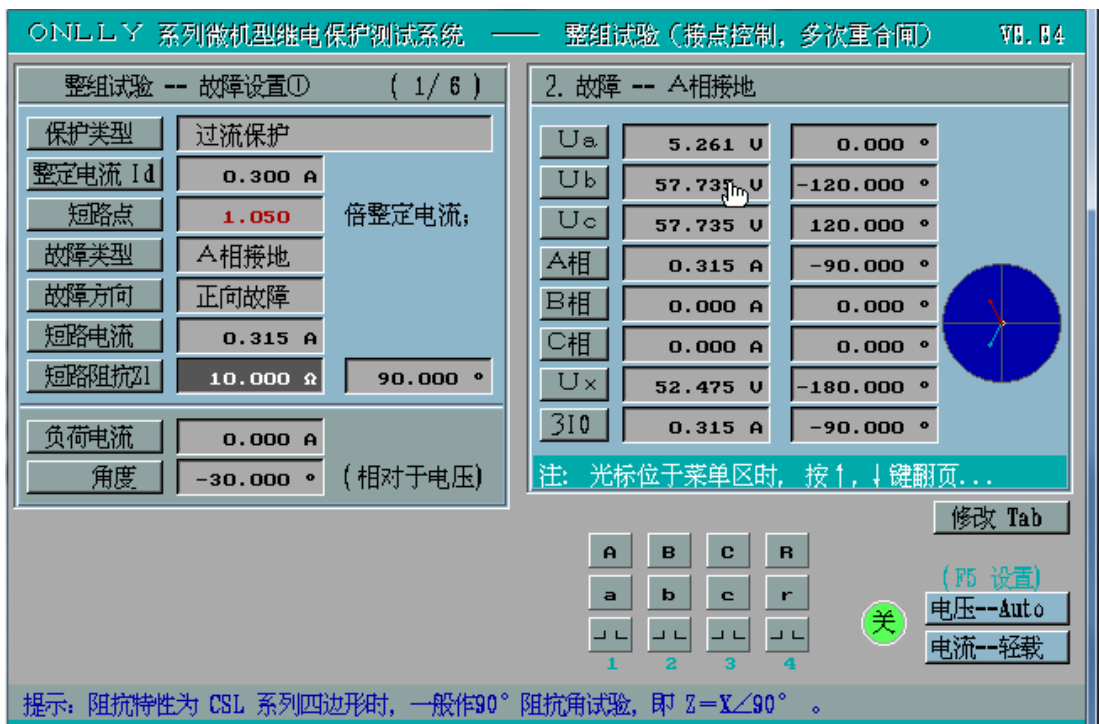 ONLLY 系列微机型继电保护测试系统 —— 整组试验 (接点控制, 多次重合闸) V8.84
整组试验 -- 故障设置① ( 1/ 6 )
保护类型 过流保护
整定电流 Id 0.300 A
短路点 1.050 倍整定电流;
故障类型 A相接地
故障方向 正向故障
短路电流 0.315 A
短路阻抗Zl 10.000 Ω 90.000 °
负荷电流 0.000 A
角度 -30.000 ° (相对于电压)
2. 故障 -- A相接地
Ua 5.261 V 0.000 °
Ub 57.735 V -120.000 °
Uc 57.735 V 120.000 °
A相 0.315 A -90.000 °
B相 0.000 A 0.000 °
C相 0.000 A 0.000 °
Ux 52.475 V -180.000 °
3I0 0.315 A -90.000 °
注: 光标位于菜单区时, 按↑,↓键翻页...
修改 Tab
A B C R
a b c r
1 2 3 4
关
(F5 设置)
电压--Auto
电流--轻载
提示: 阻抗特性为 CSL 系列四边形时, 一般作90°阻抗角试验, 即 Z=X∠90° 。